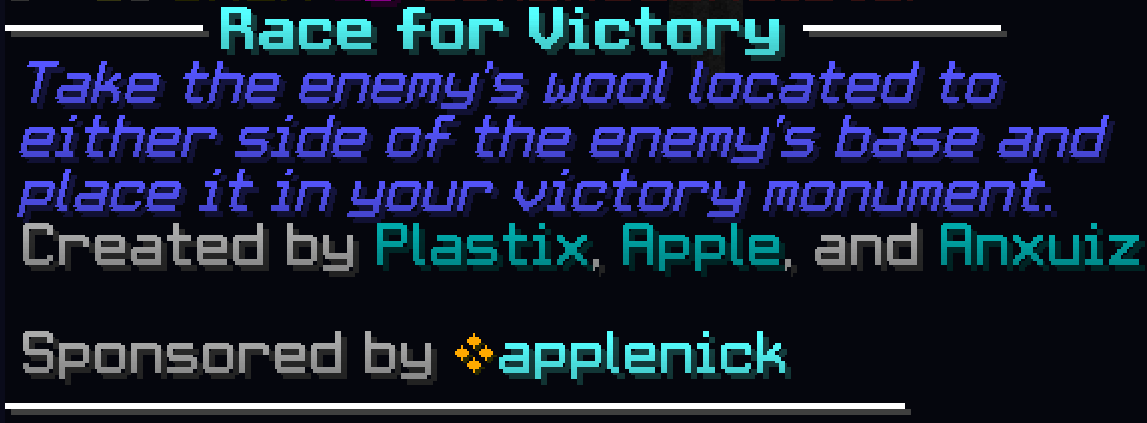 Race for Victory
Take the enemy's wool located to
either side of the enemy's base and
place it in your victory monument.
Created by Plastix, Apple, and Anxuiz
Sponsored by ❖applenick